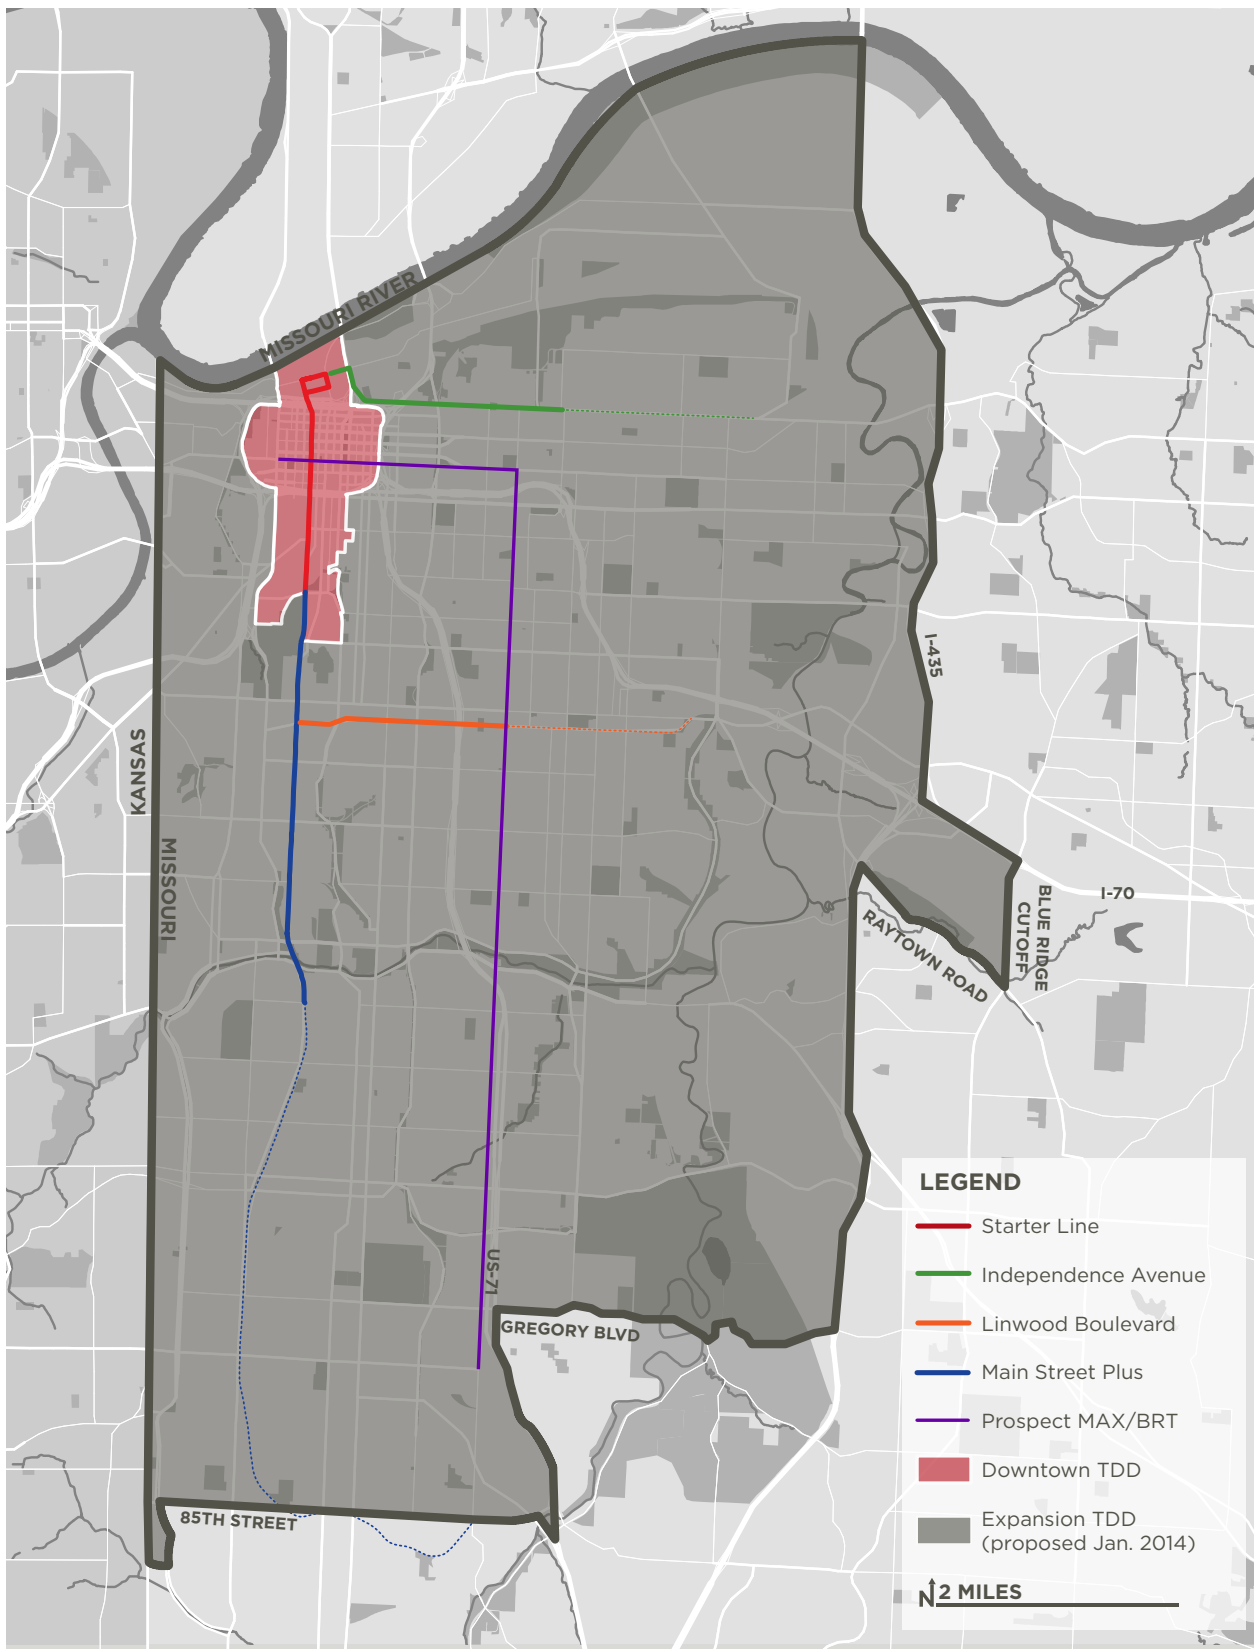 MISSOURI RIVER
I-435
KANSAS
MISSOURI
I-70
BLUE RIDGE
CUTOFF
RAYTOWN ROAD
US-71
GREGORY BLVD
85TH STREET
LEGEND
Starter Line
Independence Avenue
Linwood Boulevard
Main Street Plus
Prospect MAX/BRT
Downtown TDD
Expansion TDD
(proposed Jan. 2014)
N 2 MILES